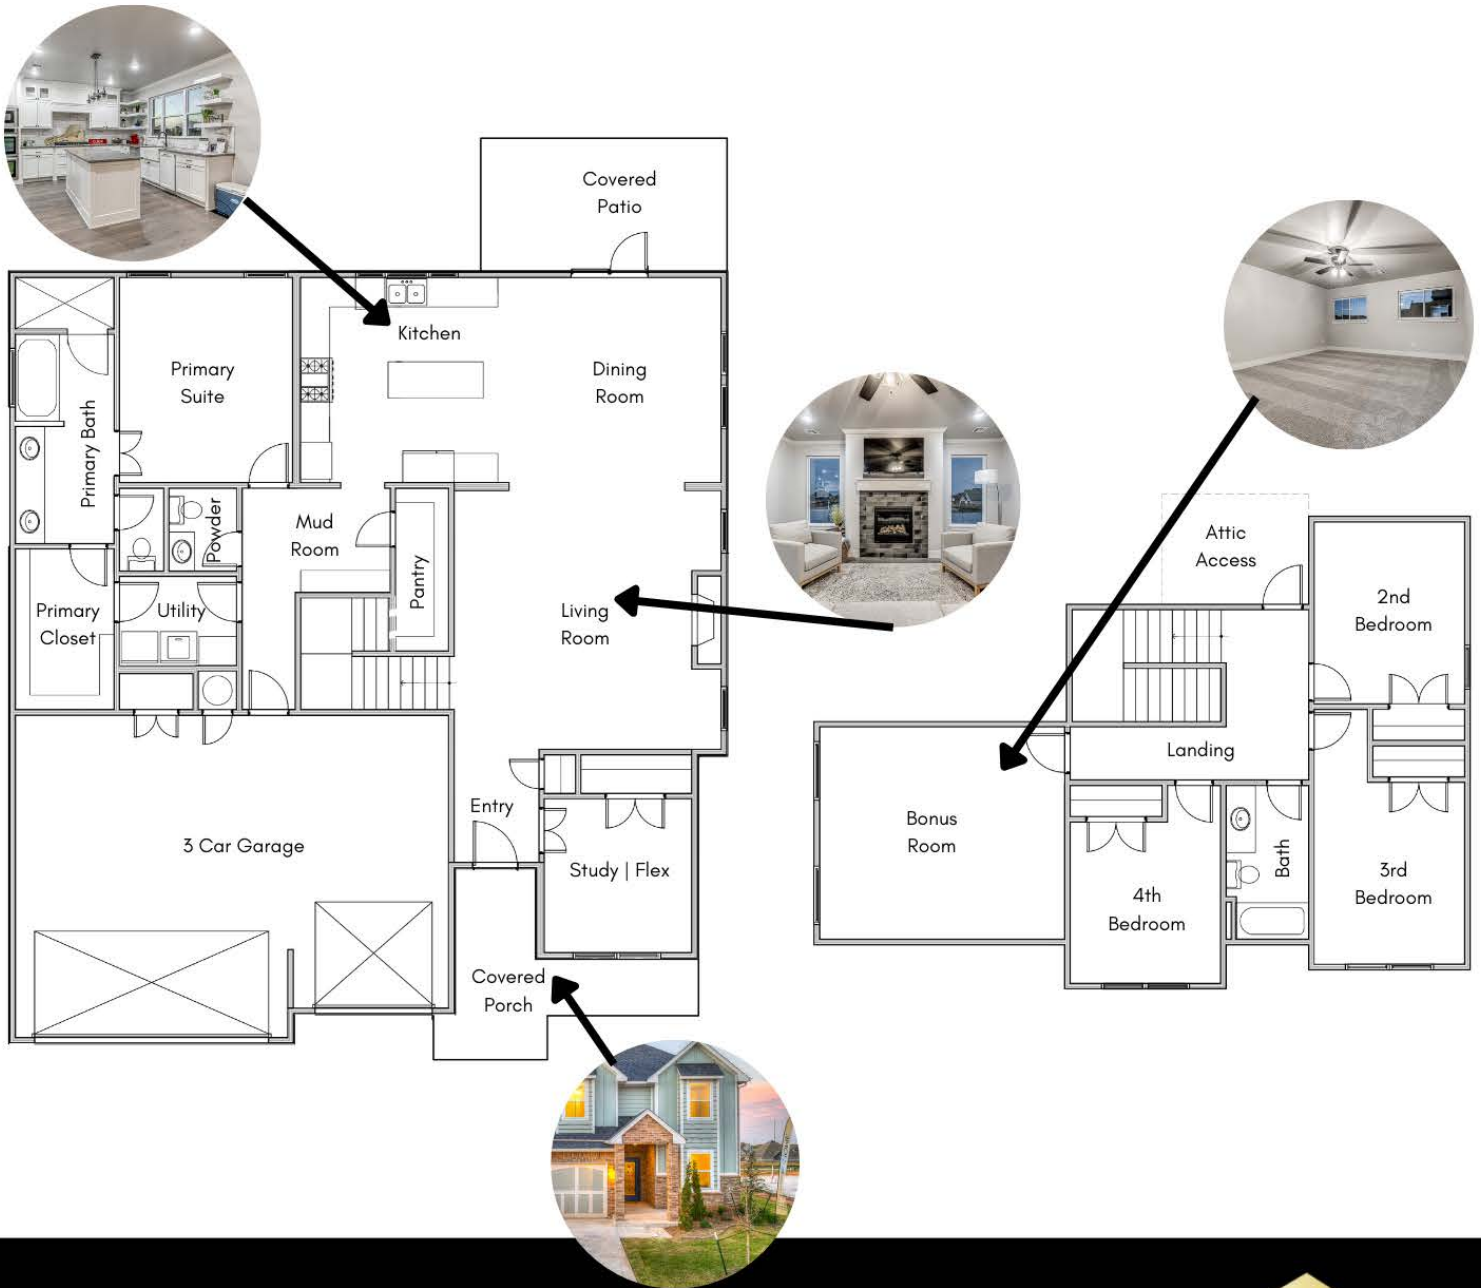 Covered
Patio
Kitchen
Primary
Suite
Dining
Room
Primary Bath
Powder
Mud
Room
Pantry
Primary
Closet
Utility
Living
Room
Entry
3 Car Garage
Study | Flex
Covered
Porch
Attic
Access
2nd
Bedroom
Landing
Bonus
Room
4th
Bedroom
Bath
3rd
Bedroom